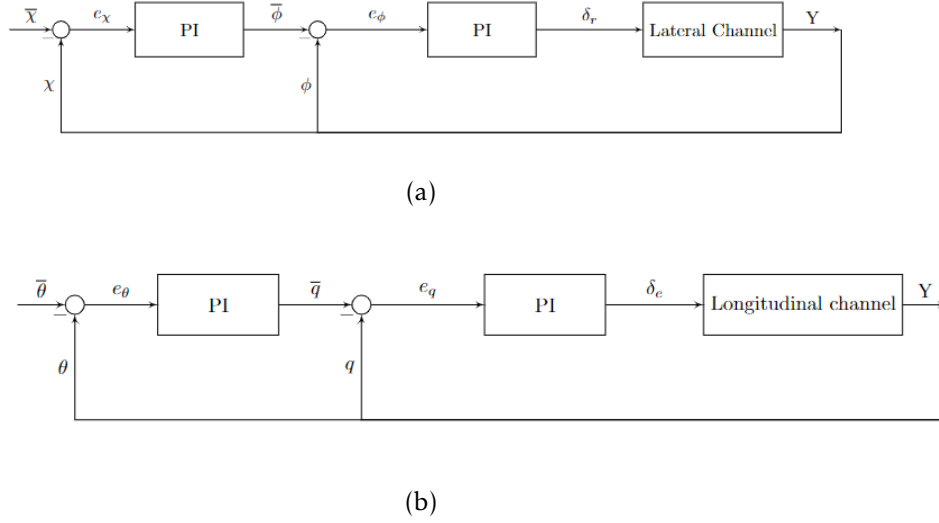 χ̅ e_χ PI ϕ̅ e_ϕ PI δ_r Lateral Channel Y
− −
χ ϕ
(a)
θ̅ e_θ PI q̅ e_q PI δ_e Longitudinal channel Y
− −
θ q
(b)